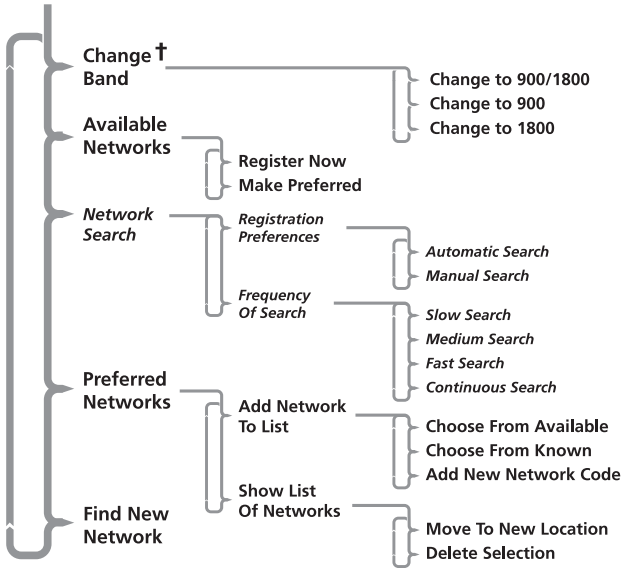 Change †
Band
Change to 900/1800
Change to 900
Change to 1800
Available
Networks
Register Now
Make Preferred
Network
Search
Registration
Preferences
Automatic Search
Manual Search
Frequency
Of Search
Slow Search
Medium Search
Fast Search
Continuous Search
Preferred
Networks
Add Network
To List
Choose From Available
Choose From Known
Add New Network Code
Show List
Of Networks
Move To New Location
Delete Selection
Find New
Network